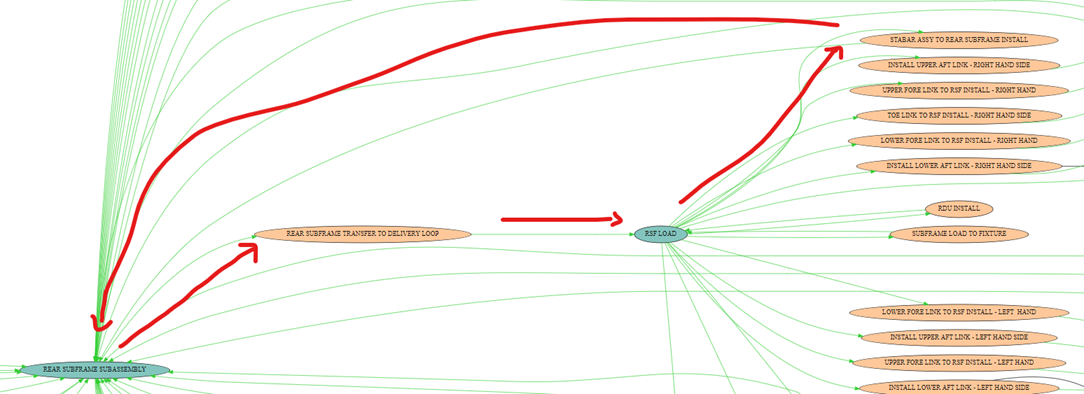 STABAR ASSY TO REAR SUBFRAME INSTALL
INSTALL UPPER AFT LINK - RIGHT HAND SIDE
UPPER FORE LINK TO RSF INSTALL - RIGHT HAND
TOE LINK TO RSF INSTALL - RIGHT HAND SIDE
LOWER FORE LINK TO RSF INSTALL - RIGHT HAND
INSTALL LOWER AFT LINK - RIGHT HAND SIDE
RDU INSTALL
REAR SUBFRAME TRANSFER TO DELIVERY LOOP
RSF LOAD
SUBFRAME LOAD TO FIXTURE
LOWER FORE LINK TO RSF INSTALL - LEFT HAND
INSTALL UPPER AFT LINK - LEFT HAND SIDE
UPPER FORE LINK TO RSF INSTALL - LEFT HAND
REAR SUBFRAME SUBASSEMBLY
INSTALL LOWER AFT LINK - LEFT HAND SIDE